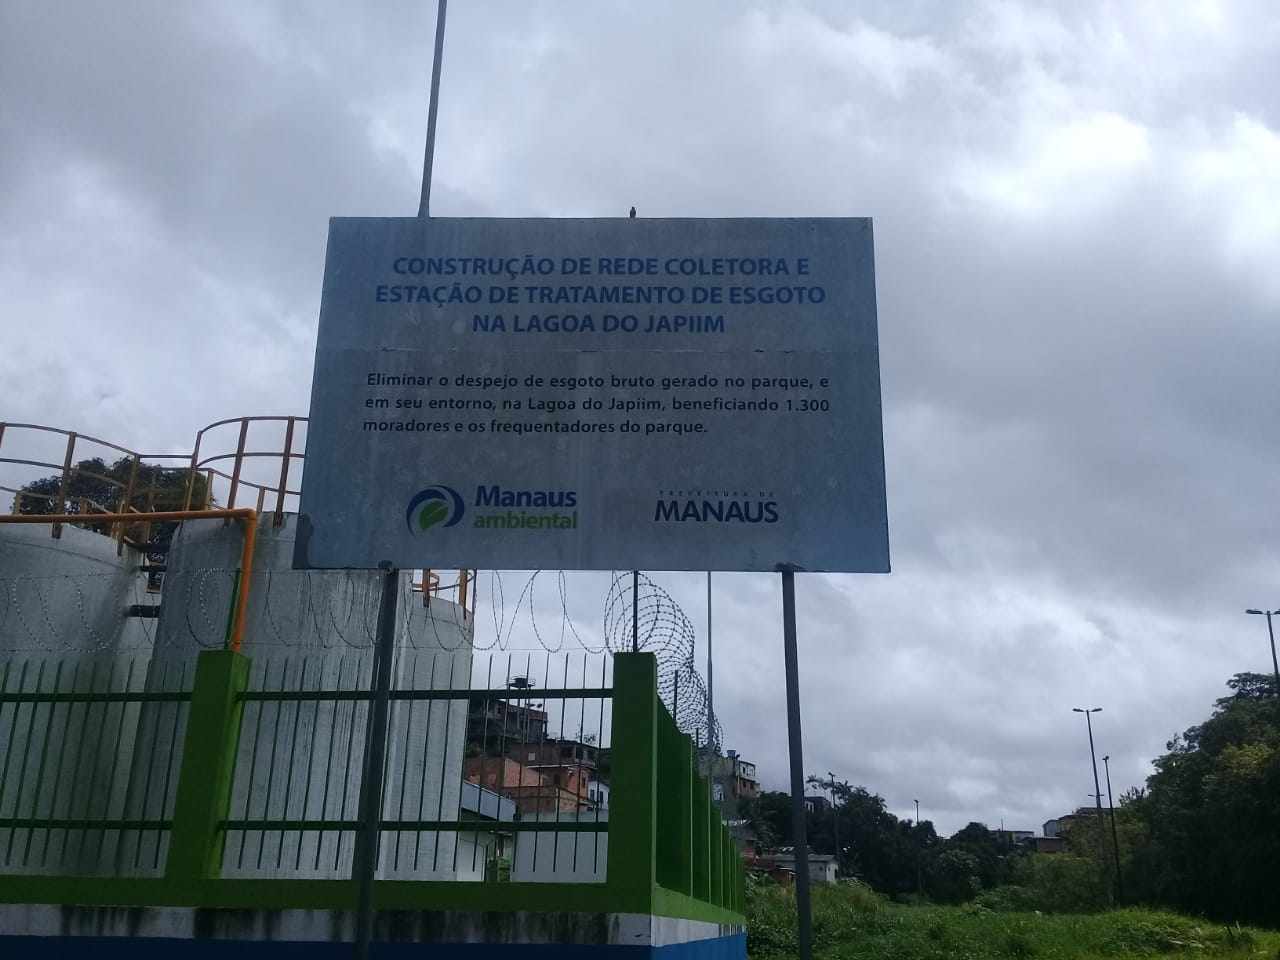 CONSTRUÇÃO DE REDE COLETORA E
ESTAÇÃO DE TRATAMENTO DE ESGOTO
NA LAGOA DO JAPIIM
Eliminar o despejo de esgoto bruto gerado no parque, e
em seu entorno, na Lagoa do Japiim, beneficiando 1.300
moradores e os frequentadores do parque.
Manaus
ambiental
PREFEITURA DE
MANAUS